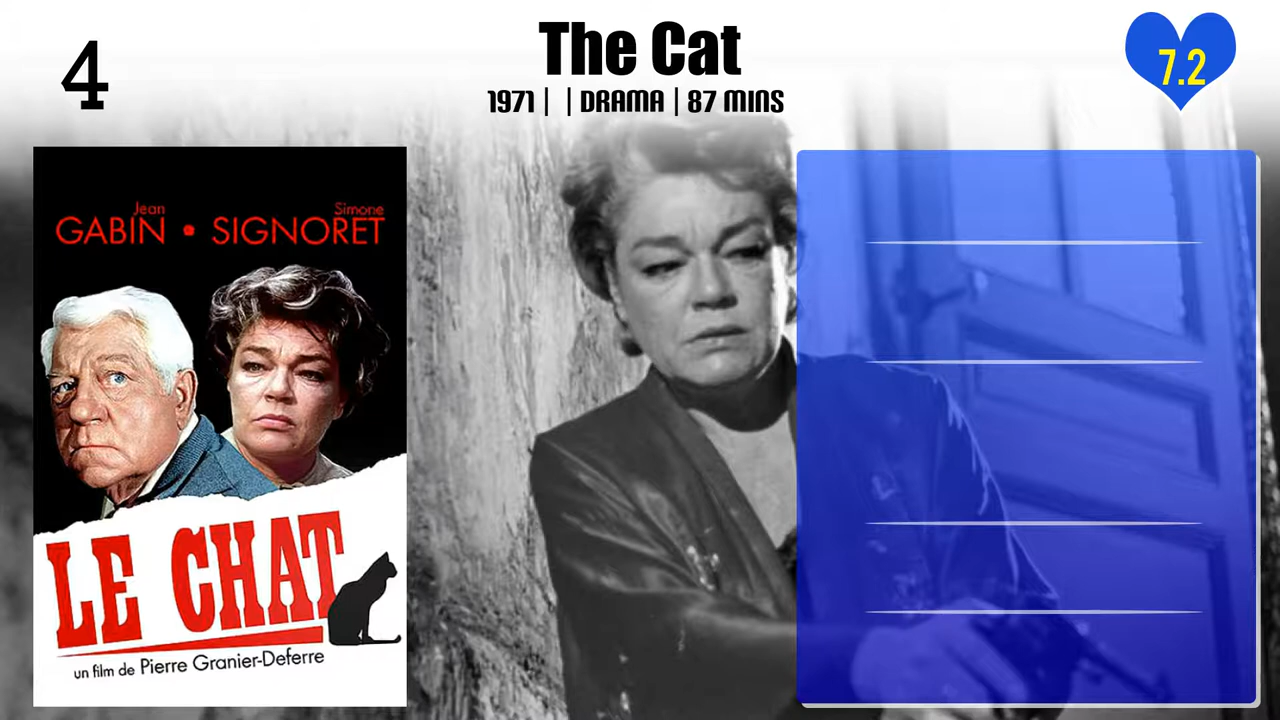 4
The Cat
7.2
1971 | | DRAMA | 87 MINS
Jean Simone
GABIN • SIGNORET
LE CHAT
un film de Pierre Granier-Deferre